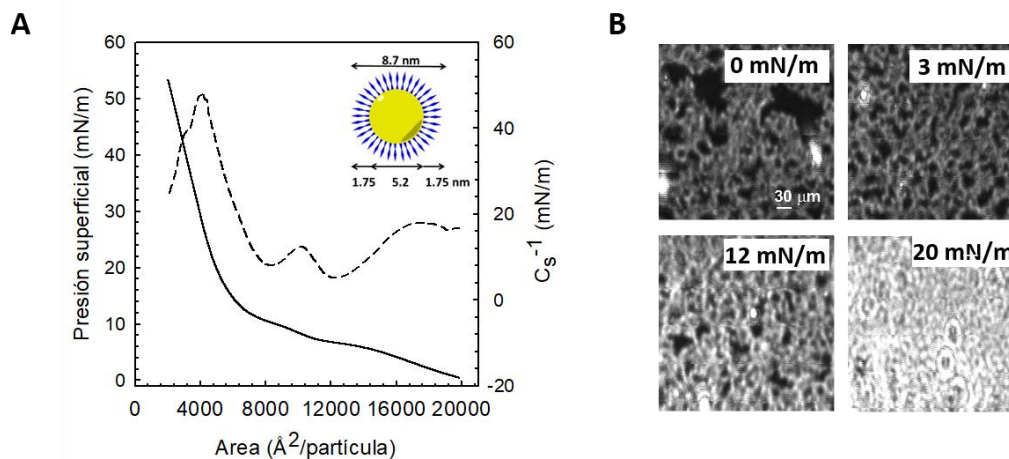 A
Presión superficial (mN/m)
60
50
40
30
20
10
0
0 4000 8000 12000 16000 20000
Area (Å²/partícula)
60
40
20
0
-20
Cs⁻¹ (mN/m)
8.7 nm
1.75 5.2 1.75 nm
B
0 mN/m
30 μm
3 mN/m
12 mN/m
20 mN/m